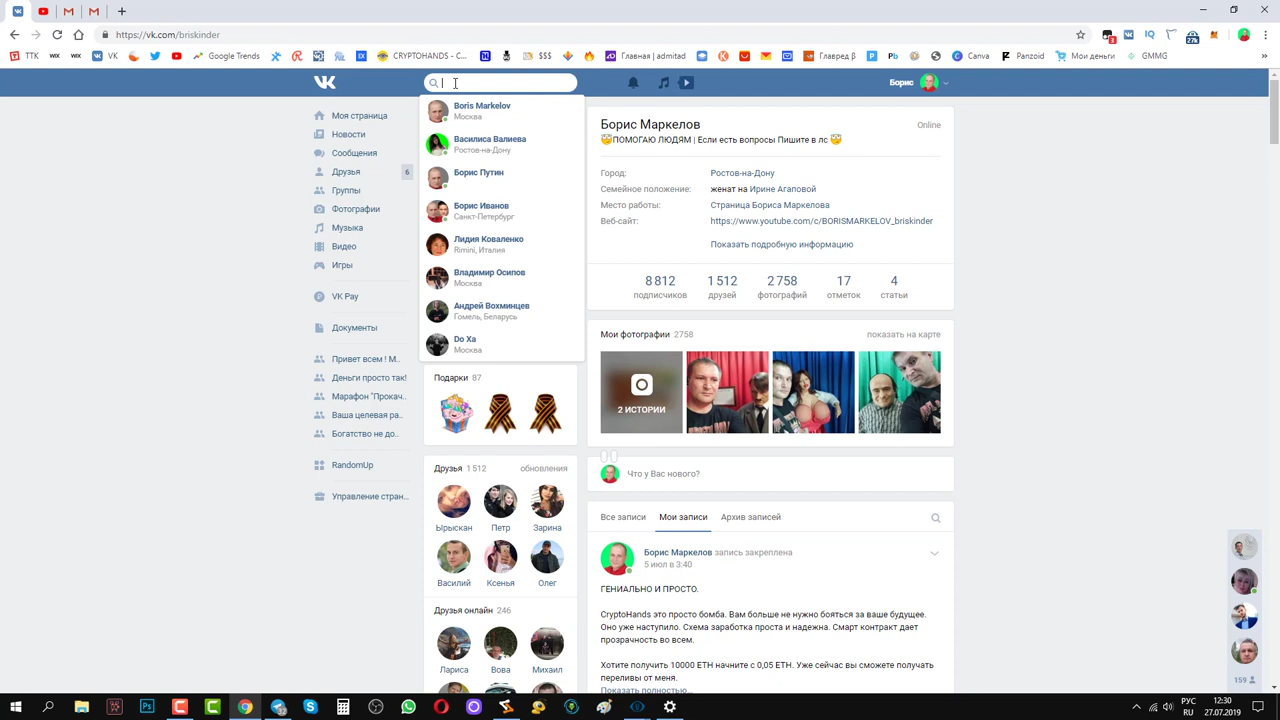 https://vk.com/briskinder
3
27k
ТТК
VK
Google Trends
CRYPTOHANDS - C...
$$$
Главная | admitad
Главред β
Canva
Panzoid
Мои деньги
GMMG
»
Борис
Моя страница
Новости
Сообщения
Друзья
6
Группы
Фотографии
Музыка
Видео
Игры
VK Pay
Документы
Привет всем ! М..
Деньги просто так!
Марафон "Прокач..
Ваша целевая ра..
Богатство не до..
RandomUp
Управление стран...
Boris Markelov
Москва
Василиса Валиева
Ростов-на-Дону
Борис Путин
Борис Иванов
Санкт-Петербург
Лидия Коваленко
Rimini, Италия
Владимир Осипов
Москва
Андрей Вохминцев
Гомель, Беларусь
Do Xa
Москва
Подарки 87
Друзья 1 512 обновления
Ырыскан Петр Зарина
Василий Ксенья Олег
Друзья онлайн 246
Лариса Вова Михаил
Борис Маркелов Online
ПОМОГАЮ ЛЮДЯМ | Если есть вопросы Пишите в лс
Город: Ростов-на-Дону
Семейное положение: женат на Ирине Агаповой
Место работы: Страница Бориса Маркелова
Веб-сайт: https://www.youtube.com/c/BORISMARKELOV_briskinder
Показать подробную информацию
8 812 1 512 2 758 17 4
подписчиков друзей фотографий отметок статьи
Мои фотографии 2758 показать на карте
2 ИСТОРИИ
Что у Вас нового?
Все записи Мои записи Архив записей
Борис Маркелов запись закреплена
5 июл в 3:40
ГЕНИАЛЬНО И ПРОСТО.
CryptoHands это просто бомба. Вам больше не нужно бояться за ваше будущее.
Оно уже наступило. Схема заработка проста и надежна. Смарт контракт дает
прозрачность во всем.
Хотите получить 10000 ETH начните с 0,05 ETH. Уже сейчас вы сможете получать
переливы от меня.
Показать полностью…
159
РУС
RU
12:30
27.07.2019